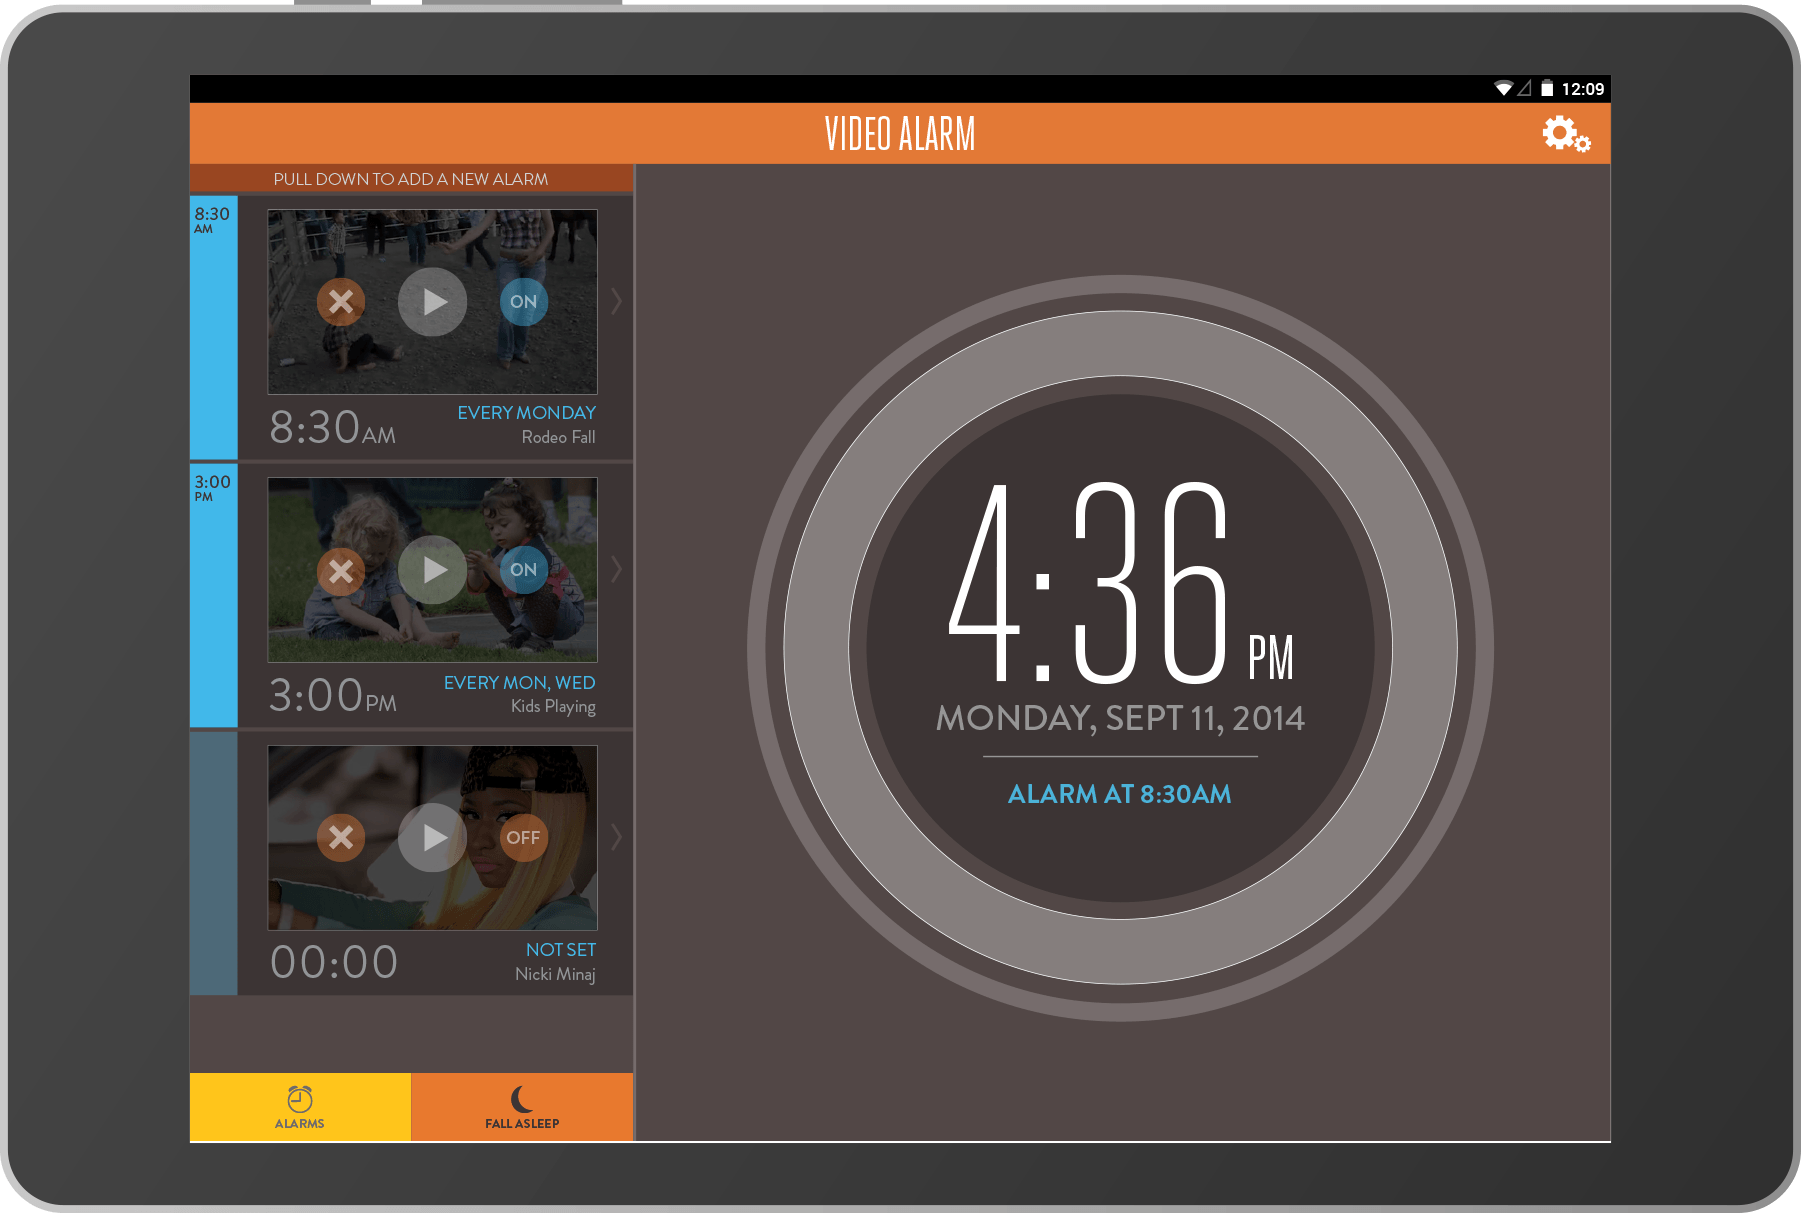 12:09
VIDEO ALARM
PULL DOWN TO ADD A NEW ALARM
8:30
AM
ON
8:30AM
EVERY MONDAY
Rodeo Fall
3:00
PM
ON
3:00PM
EVERY MON, WED
Kids Playing
OFF
00:00
NOT SET
Nicki Minaj
ALARMS
FALL ASLEEP
4:36 PM
MONDAY, SEPT 11, 2014
ALARM AT 8:30AM